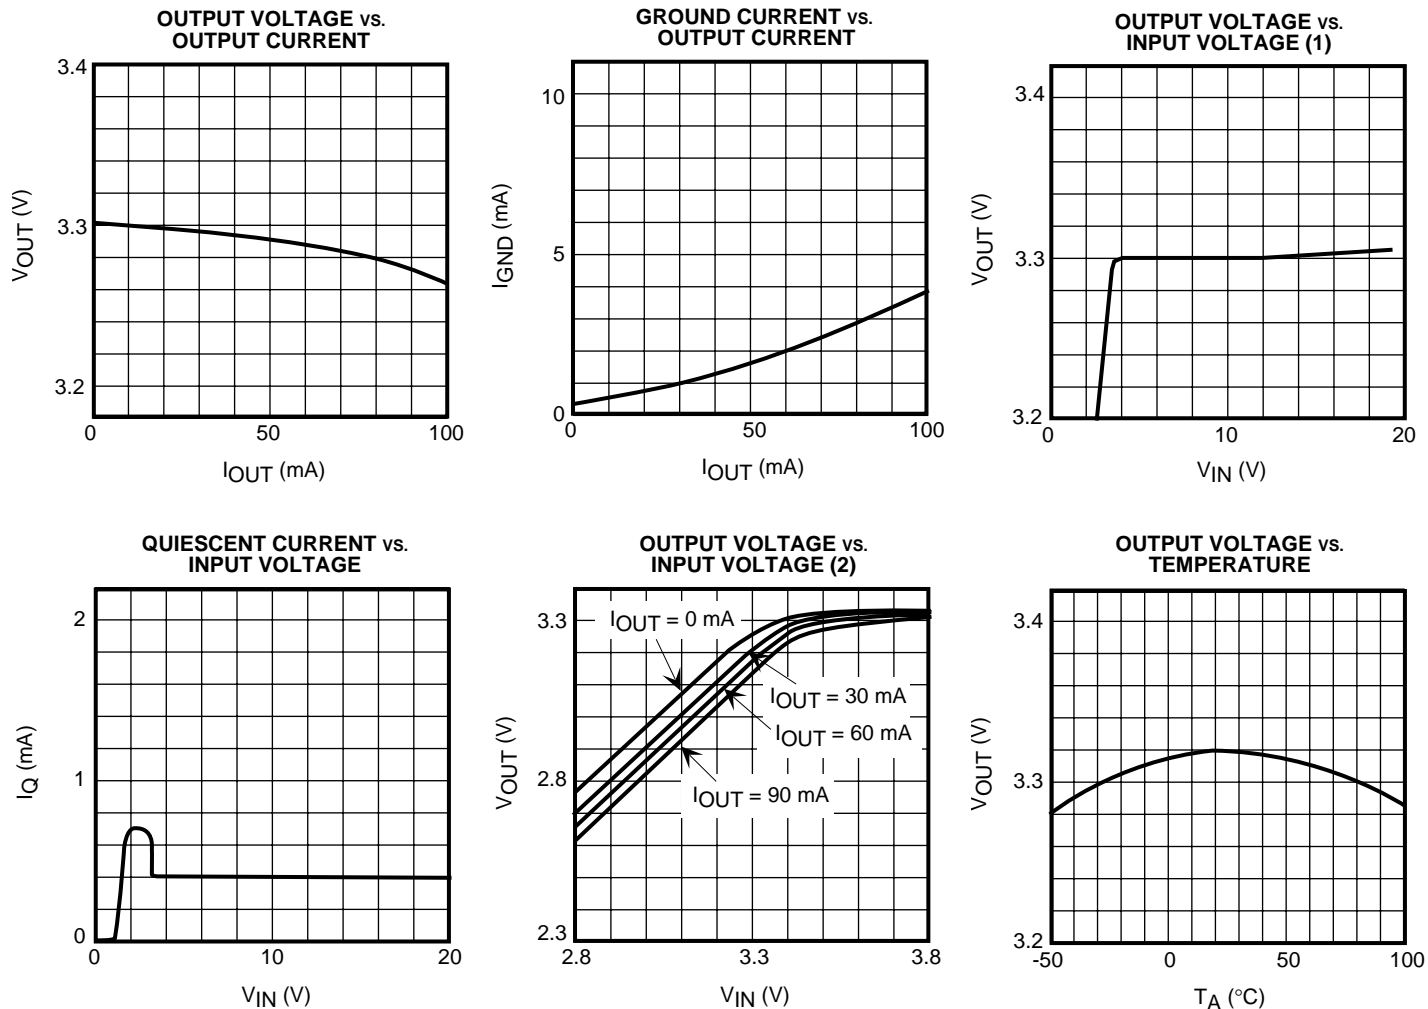 OUTPUT VOLTAGE VS.
OUTPUT CURRENT
3.4
3.3
3.2
VOUT (V)
0
50
100
IOUT (mA)
GROUND CURRENT VS.
OUTPUT CURRENT
10
5
0
IGND (mA)
0
50
100
IOUT (mA)
OUTPUT VOLTAGE VS.
INPUT VOLTAGE (1)
3.4
3.3
3.2
VOUT (V)
0
10
20
VIN (V)
QUIESCENT CURRENT VS.
INPUT VOLTAGE
2
1
0
IQ (mA)
0
10
20
VIN (V)
OUTPUT VOLTAGE VS.
INPUT VOLTAGE (2)
3.3
2.8
2.3
VOUT (V)
IOUT = 0 mA
IOUT = 30 mA
IOUT = 60 mA
IOUT = 90 mA
2.8
3.3
3.8
VIN (V)
OUTPUT VOLTAGE VS.
TEMPERATURE
3.4
3.3
3.2
VOUT (V)
-50
0
50
100
TA (°C)